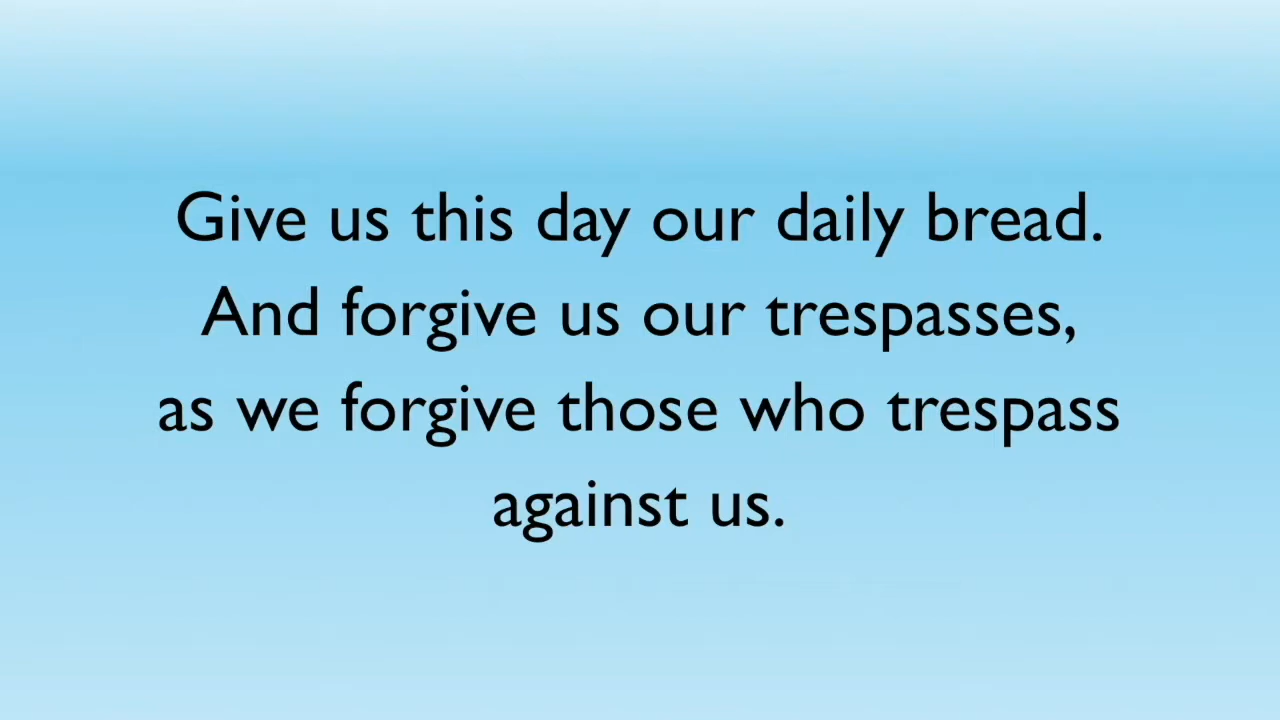 Give us this day our daily bread.
And forgive us our trespasses,
as we forgive those who trespass
against us.